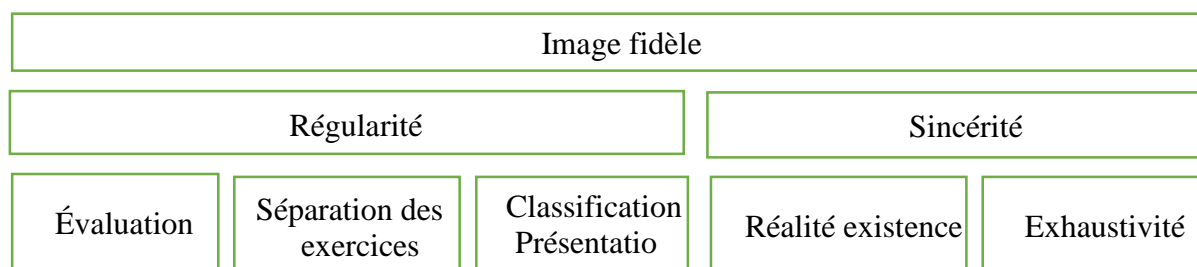 Image fidèle
Régularité
Sincérité
Évaluation
Séparation des
exercices
Classification
Présentatio
Réalité existence
Exhaustivité